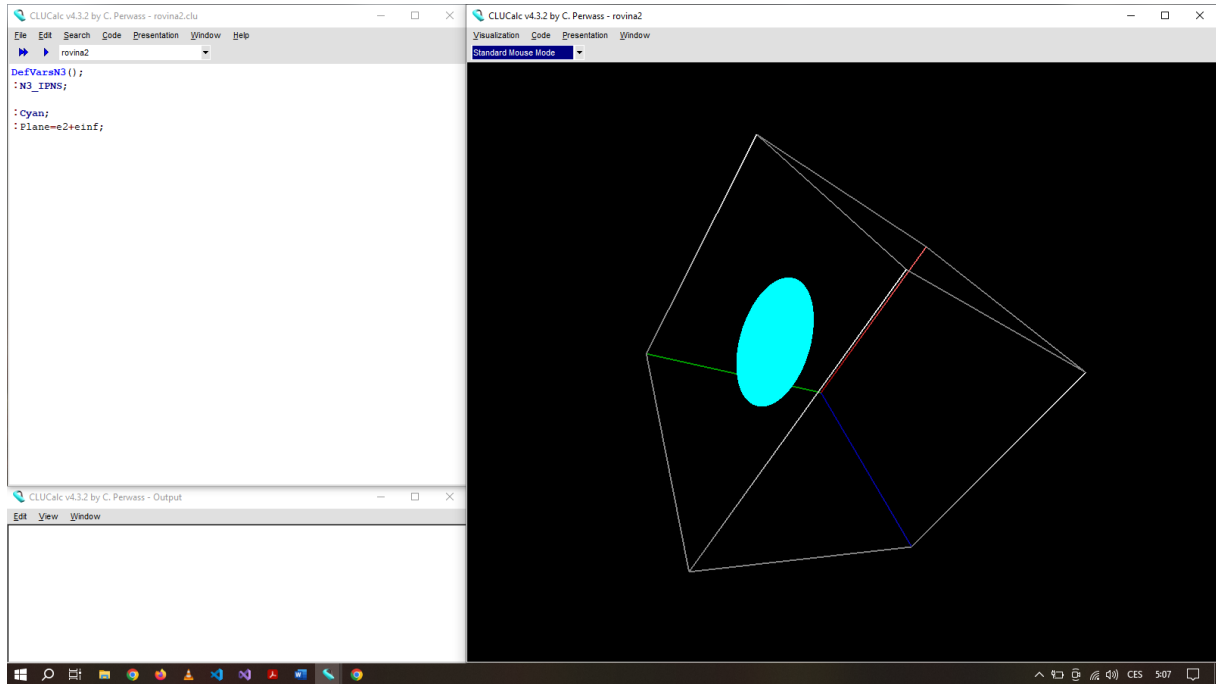 CLUCalc v4.3.2 by C. Perwass - rovina2.clu
File Edit Search Code Presentation Window Help
rovina2
DefVarsN3();
:N3_IPNS;
:Cyan;
:Plane=e2+einf;
CLUCalc v4.3.2 by C. Perwass - Output
Edit View Window
CLUCalc v4.3.2 by C. Perwass - rovina2
Visualization Code Presentation Window
Standard Mouse Mode
CES 5:07